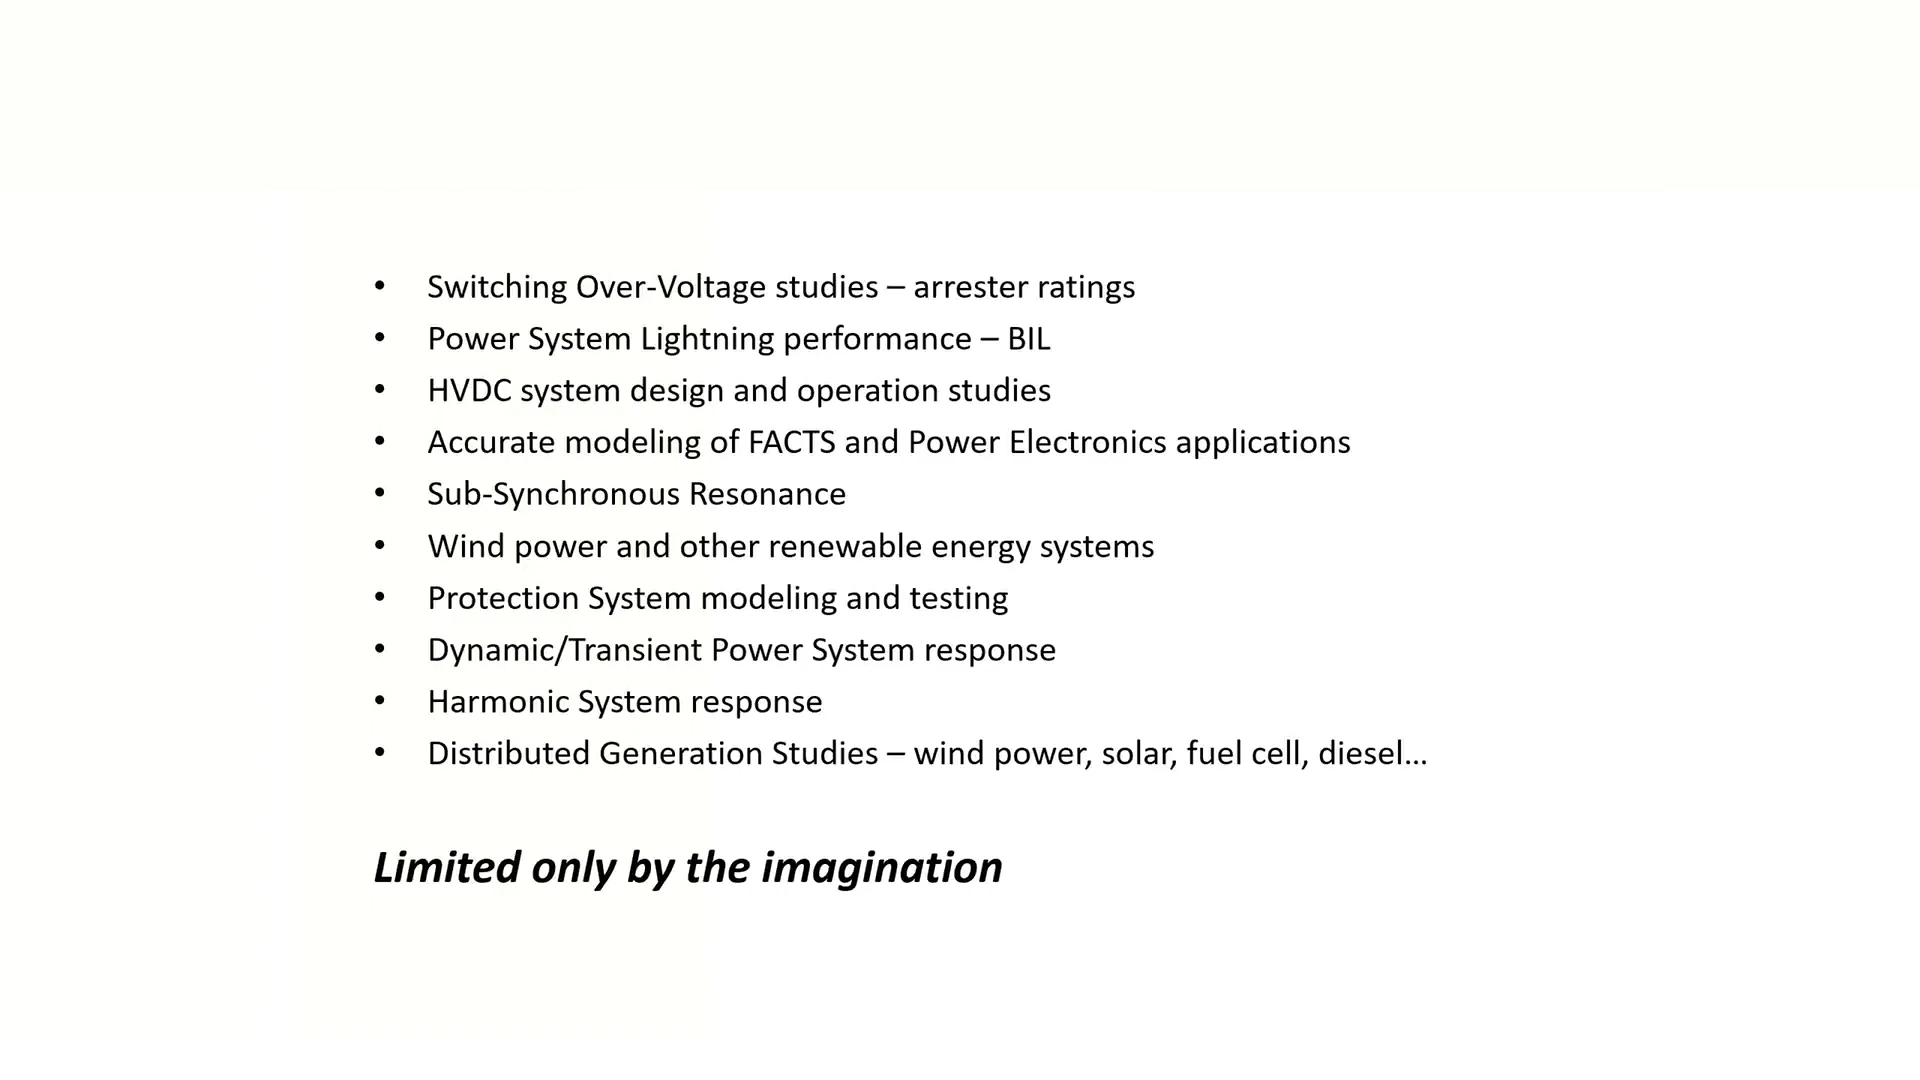 • Switching Over-Voltage studies – arrester ratings
• Power System Lightning performance – BIL
• HVDC system design and operation studies
• Accurate modeling of FACTS and Power Electronics applications
• Sub-Synchronous Resonance
• Wind power and other renewable energy systems
• Protection System modeling and testing
• Dynamic/Transient Power System response
• Harmonic System response
• Distributed Generation Studies – wind power, solar, fuel cell, diesel...
Limited only by the imagination